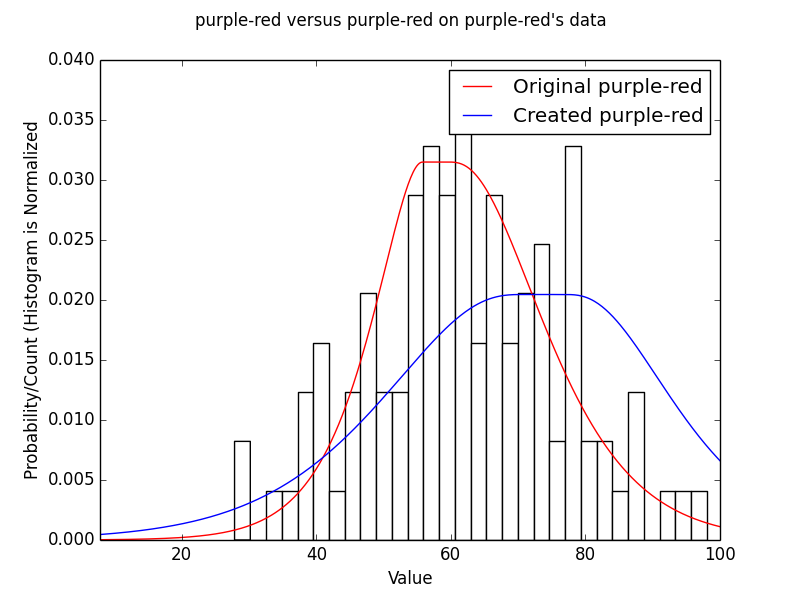 purple-red versus purple-red on purple-red's data
0.040
0.035
0.030
0.025
0.020
0.015
0.010
0.005
0.000
Probability/Count (Histogram is Normalized
Original purple-red
Created purple-red
20
40
60
80
100
Value